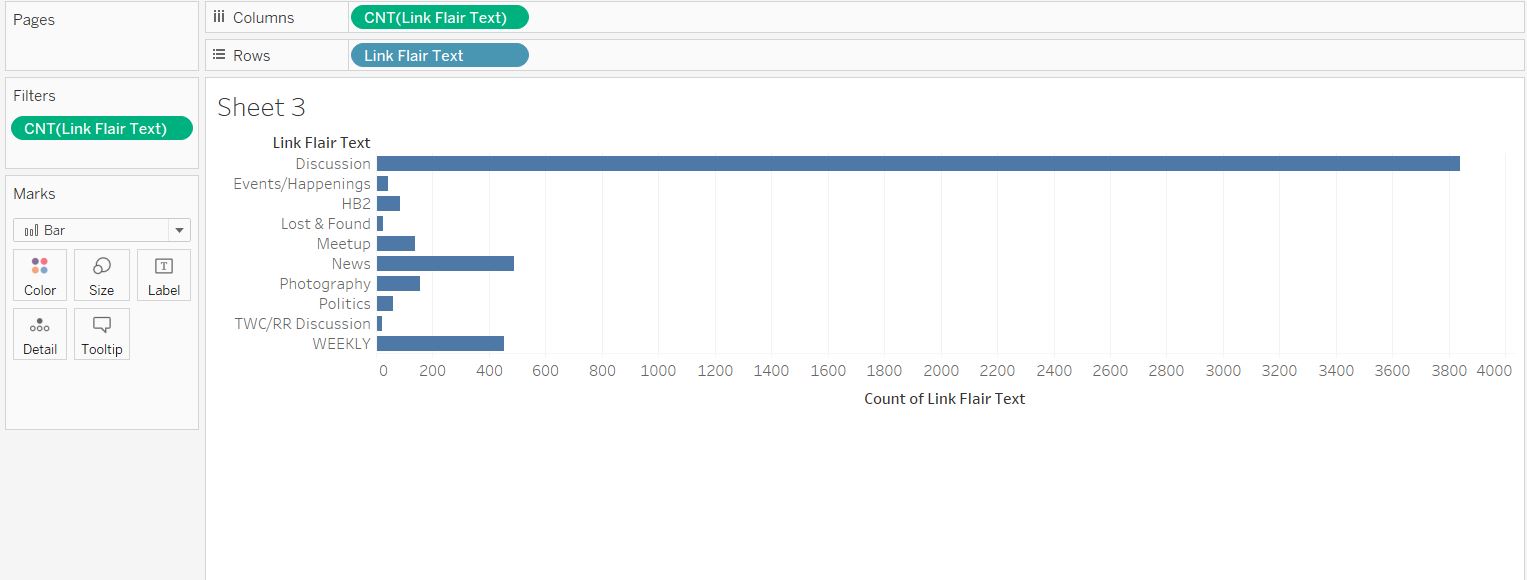 Pages
Columns
CNT(Link Flair Text)
Rows
Link Flair Text
Filters
CNT(Link Flair Text)
Marks
Bar
Color
Size
Label
Detail
Tooltip
Sheet 3
Link Flair Text
Discussion
Events/Happenings
HB2
Lost & Found
Meetup
News
Photography
Politics
TWC/RR Discussion
WEEKLY
0 200 400 600 800 1000 1200 1400 1600 1800 2000 2200 2400 2600 2800 3000 3200 3400 3600 3800 4000
Count of Link Flair Text